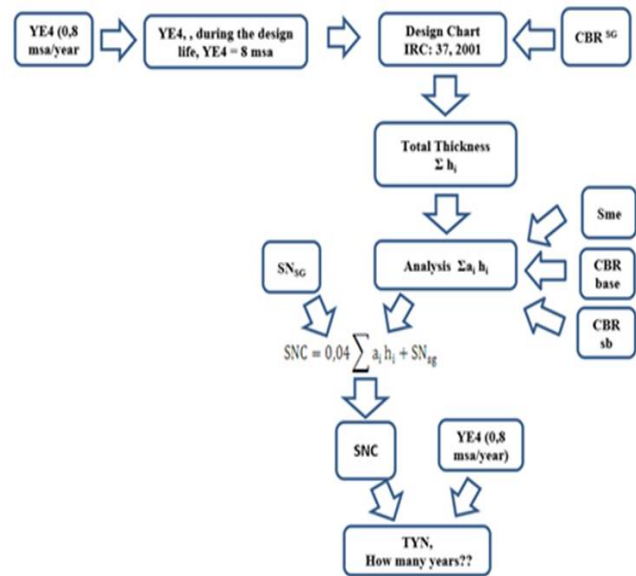 YE4 (0,8
msa/year
YE4, , during the design
life, YE4 = 8 msa
Design Chart
IRC: 37, 2001
CBR SG
Total Thickness
Σ hi
Sme
SNSG
Analysis Σai hi
CBR
base
CBR
sb
SNC = 0,04 ∑ ai hi + SNsg
SNC
YE4 (0,8
msa/year)
TYN,
How many years??